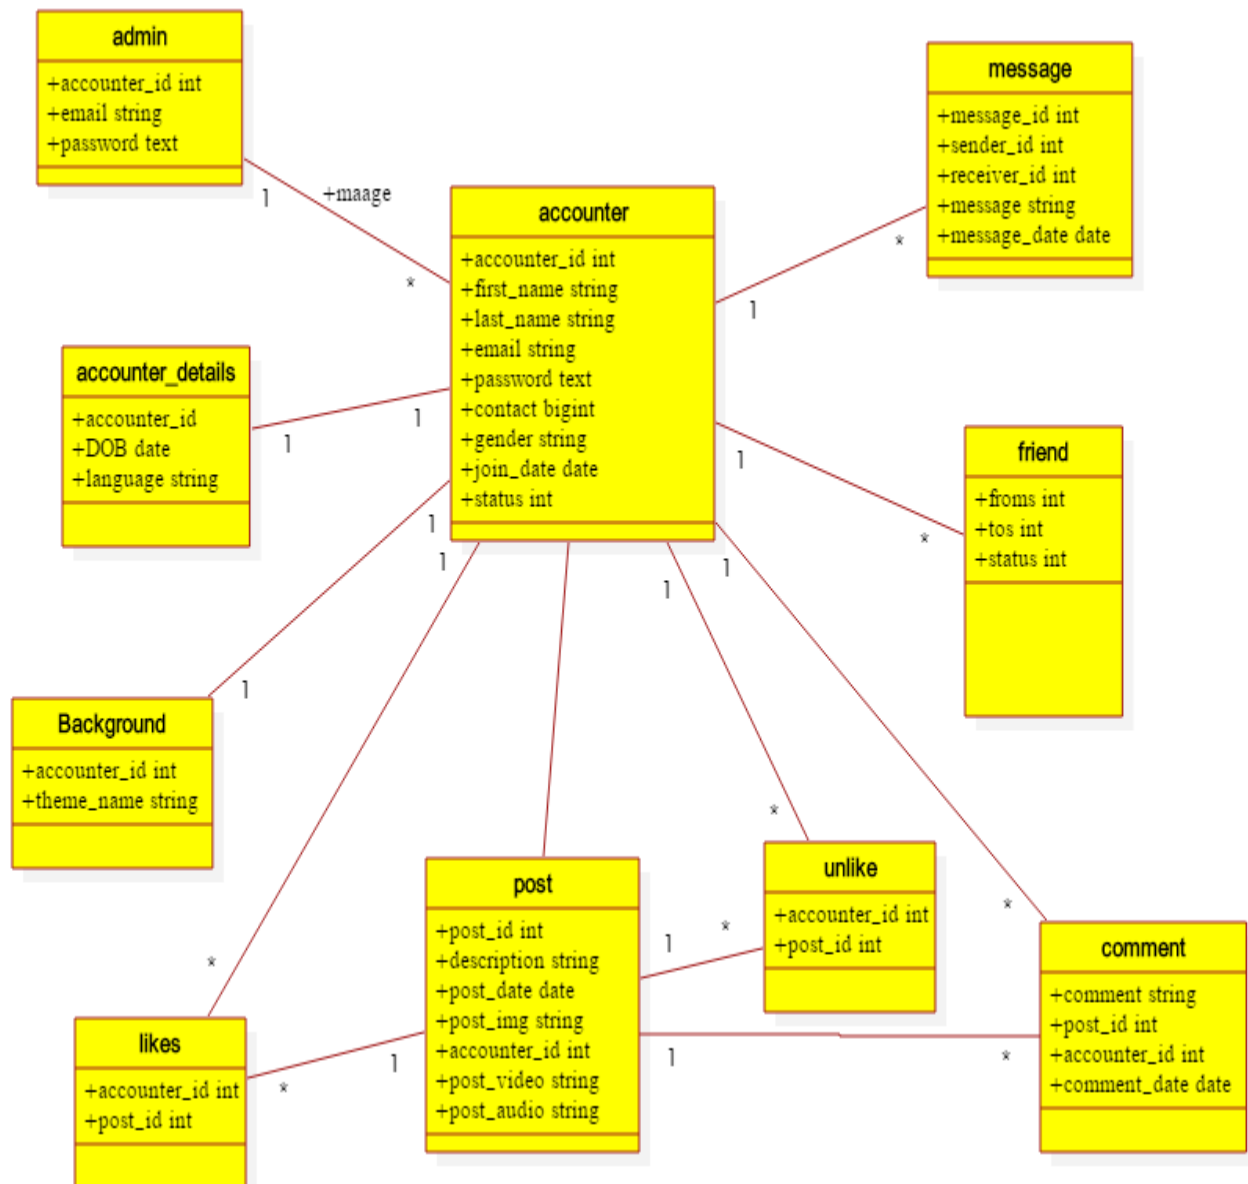 admin
+accounter_id int
+email string
+password text
1
+maage
*
message
+message_id int
+sender_id int
+receiver_id int
+message string
+message_date date
*
1
accounter
+accounter_id int
+first_name string
+last_name string
+email string
+password text
+contact bigint
+gender string
+join_date date
+status int
accounter_details
+accounter_id
+DOB date
+language string
1
1
friend
+froms int
+tos int
+status int
1
*
1
1
1
1
1
Background
+accounter_id int
+theme_name string
*
*
*
post
+post_id int
+description string
+post_date date
+post_img string
+accounter_id int
+post_video string
+post_audio string
unlike
+accounter_id int
+post_id int
1
*
comment
+comment string
+post_id int
+accounter_id int
+comment_date date
1
*
likes
+accounter_id int
+post_id int
*
1